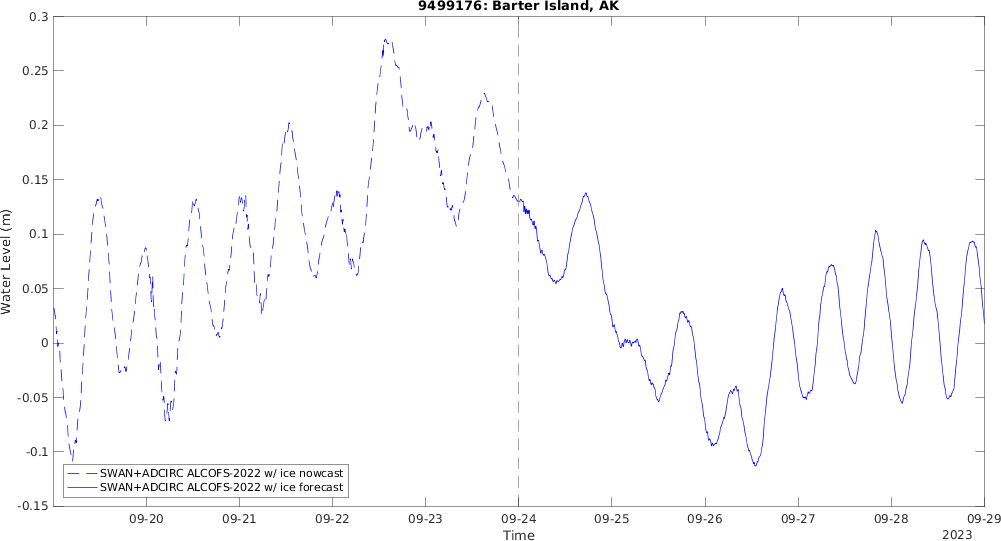 9499176: Barter Island, AK
0.3
0.25
0.2
0.15
0.1
0.05
0
-0.05
-0.1
-0.15
Water Level (m)
SWAN+ADCIRC ALCOFS-2022 w/ ice nowcast
SWAN+ADCIRC ALCOFS-2022 w/ ice forecast
09-20 09-21 09-22 09-23 09-24 09-25 09-26 09-27 09-28 09-29
Time
2023